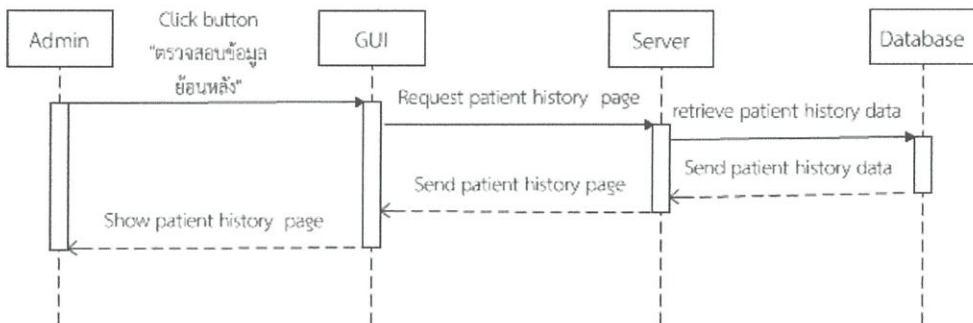 Click button
Admin
GUI
Server
Database
"ตรวจสอบข้อมูล
ย้อนหลัง"
Request patient history page
retrieve patient history data
Send patient history data
Send patient history page
Show patient history page